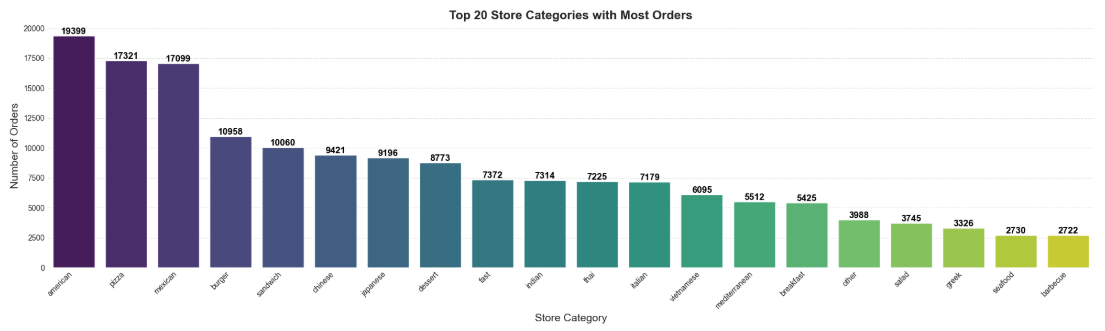 Top 20 Store Categories with Most Orders
Number of Orders
20000
17500
15000
12500
10000
7500
5000
2500
0
19399
17321
17099
10958
10060
9421
9196
8773
7372
7314
7225
7179
6095
5512
5425
3988
3745
3326
2730
2722
american
pizza
mexican
burger
sandwich
chinese
japanese
dessert
fast
indian
thai
italian
vietnamese
mediterranean
breakfast
other
salad
greek
seafood
barbecue
Store Category